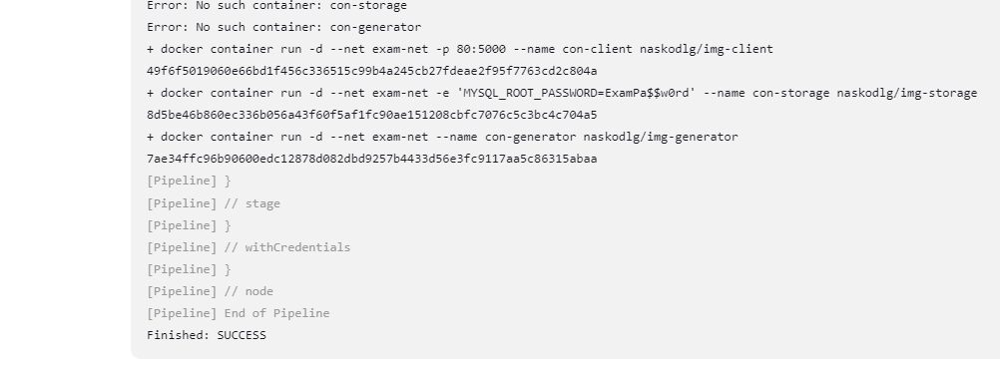 Error: No such container: con-storage
Error: No such container: con-generator
+ docker container run -d --net exam-net -p 80:5000 --name con-client naskodlg/img-client
49f6f5019060e66bd1f456c336515c99b4a245cb27fdeae2f95f7763cd2c804a
+ docker container run -d --net exam-net -e 'MYSQL_ROOT_PASSWORD=ExamPa$$w0rd' --name con-storage naskodlg/img-storage
8d5be46b860ec336b056a43f60f5af1fc90ae151208cbfc7076c5c3bc4c704a5
+ docker container run -d --net exam-net --name con-generator naskodlg/img-generator
7ae34ffc96b90600edc12878d082dbd9257b4433d56e3fc9117aa5c86315abaa
[Pipeline] }
[Pipeline] // stage
[Pipeline] }
[Pipeline] // withCredentials
[Pipeline] }
[Pipeline] // node
[Pipeline] End of Pipeline
Finished: SUCCESS